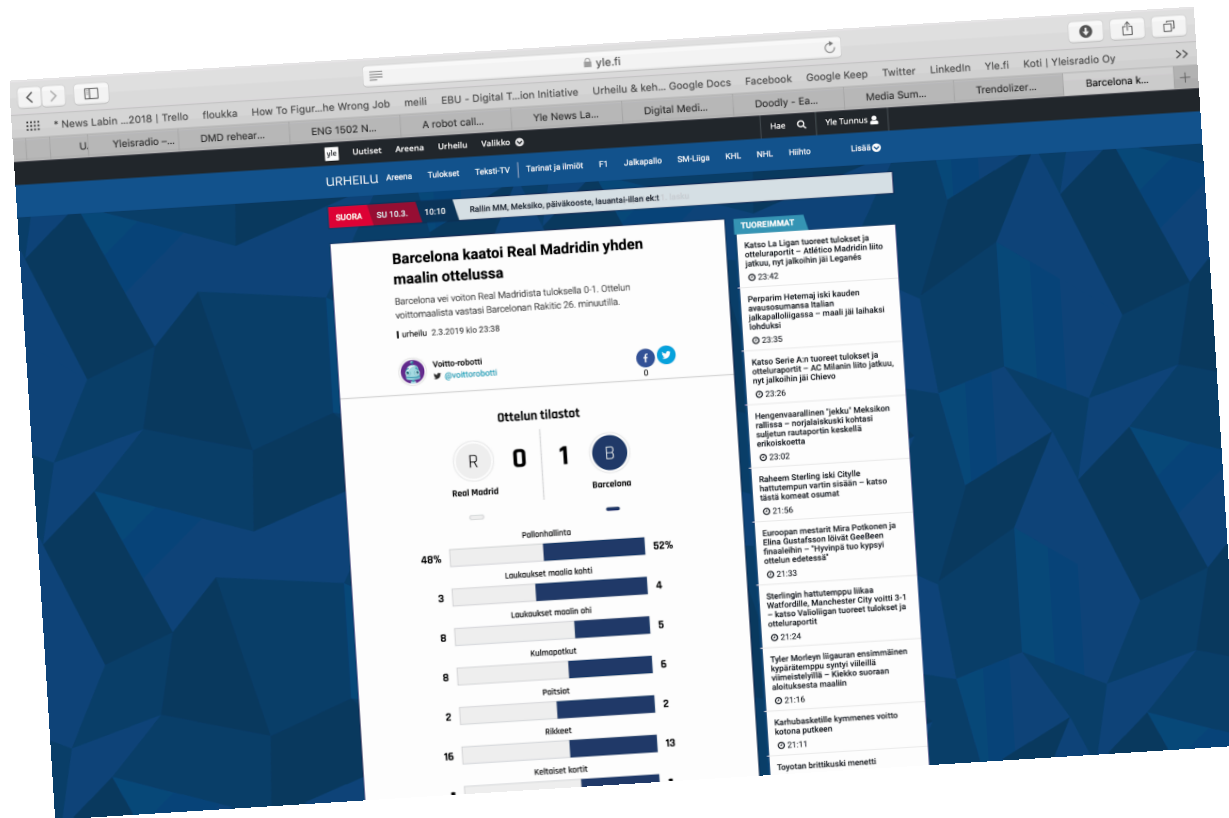 yle.fi
* News Labin ...2018 | Trello floukka How To Figur...he Wrong Job meili EBU - Digital T...ion Initiative Urheilu & keh... Google Docs Facebook Google Keep Twitter LinkedIn Yle.fi Koti | Yleisradio Oy >>
U. Yleisradio –... DMD rehear... ENG 1502 N... A robot call... Yle News La... Digital Medi... Doodly - Ea... Media Sum... Trendolizer... Barcelona k... +
yle Uutiset Areena Urheilu Valikko Hae Yle Tunnus
URHEILU Areena Tulokset Teksti-TV Tarinat ja ilmiöt F1 Jalkapallo SM-Liiga KHL NHL Hiihto Lisää
SUORA SU 10.3. 10:10 Rallin MM, Meksiko, päiväkooste, lauantai-illan ek:t
Barcelona kaatoi Real Madridin yhden
maalin ottelussa
Barcelona vei voiton Real Madridista tuloksella 0-1. Ottelun
voittomaalista vastasi Barcelonan Rakitic 26. minuutilla.
urheilu 2.3.2019 klo 23:38
Voitto-robotti
@voittorobotti
0
Ottelun tilastot
R 0 1 B
Real Madrid Barcelona
Pallonhallinta
48% 52%
Laukaukset maalia kohti
3 4
Laukaukset maalin ohi
8 5
Kulmapotkut
8 6
Paitsiot
2 2
Rikkeet
16 13
Keltaiset kortit
TUOREIMMAT
Katso La Ligan tuoreet tulokset ja
otteluraportit – Atlético Madridin liito
jatkuu, nyt jalkoihin jäi Leganés
23:42
Perparim Hetemaj iski kauden
avausosumansa Italian
jalkapalloliigassa – maali jäi laihaksi
lohduksi
23:35
Katso Serie A:n tuoreet tulokset ja
otteluraportit – AC Milanin liito jatkuu,
nyt jalkoihin jäi Chievo
23:26
Hengenvaarallinen "jekku" Meksikon
rallissa – norjalaiskuski kohtasi
suljetun rautaportin keskellä
erikoiskoetta
23:02
Raheem Sterling iski Citylle
hattutempun vartin sisään – katso
tästä komeat osumat
21:56
Euroopan mestarit Mira Potkonen ja
Elina Gustafsson löivät GeeBeen
finaaleihin – "Hyvinpä tuo kypsyi
ottelun edetessä"
21:33
Sterlingin hattutemppu liikaa
Watfordille, Manchester City voitti 3-1
– katso Valioliigan tuoreet tulokset ja
otteluraportit
21:24
Tyler Morleyn liigauran ensimmäinen
kypärätemppu syntyi viileillä
viimeistelyillä – Kiekko suoraan
aloituksesta maaliin
21:16
Karhubasketille kymmenes voitto
kotona putkeen
21:11
Toyotan brittikuski menetti